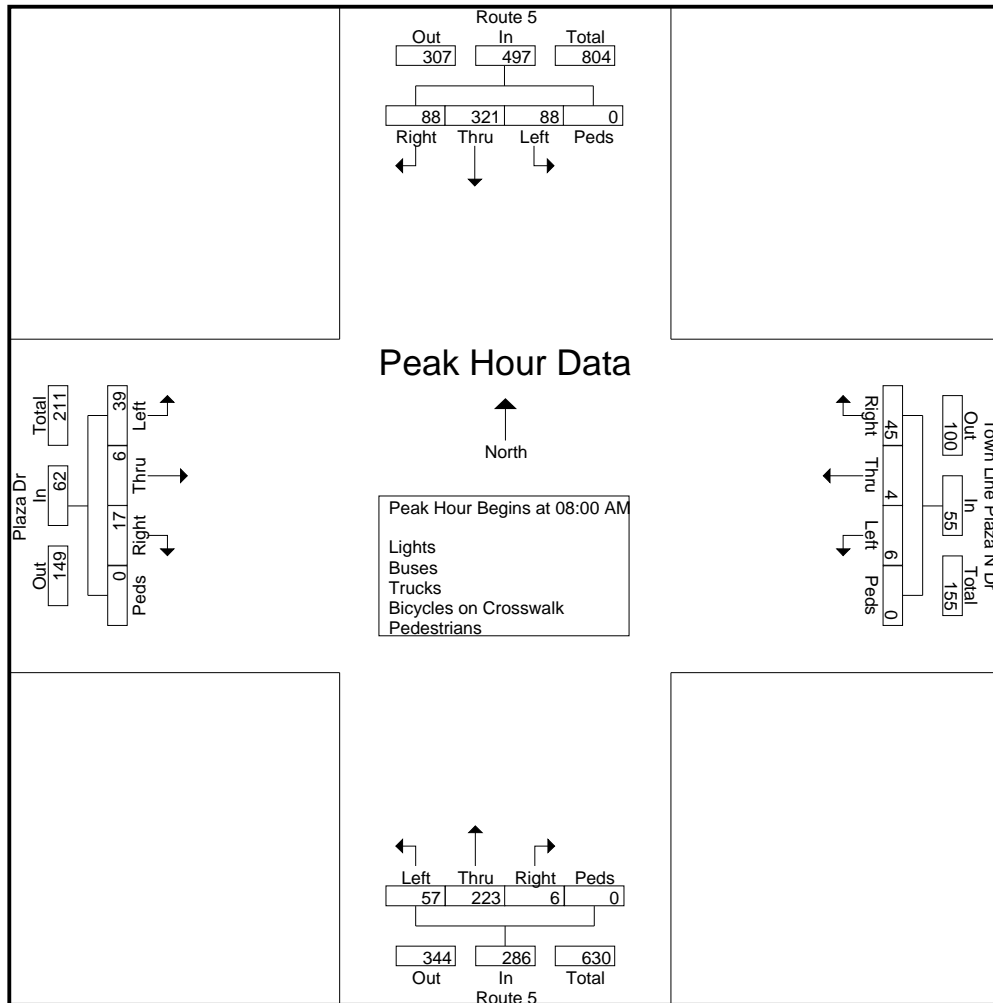 Route 5
Out In Total
307 497 804
88 321 88 0
Right Thru Left Peds
Peak Hour Data
North
Peak Hour Begins at 08:00 AM
Lights
Buses
Trucks
Bicycles on Crosswalk
Pedestrians
Plaza Dr
Out In Total
149 62 211
Left Thru Right Peds
39 6 17 0
Town Line Plaza N Dr
Out In Total
100 55 155
Right Thru Left Peds
45 4 6 0
Left Thru Right Peds
57 223 6 0
344 286 630
Out In Total
Route 5